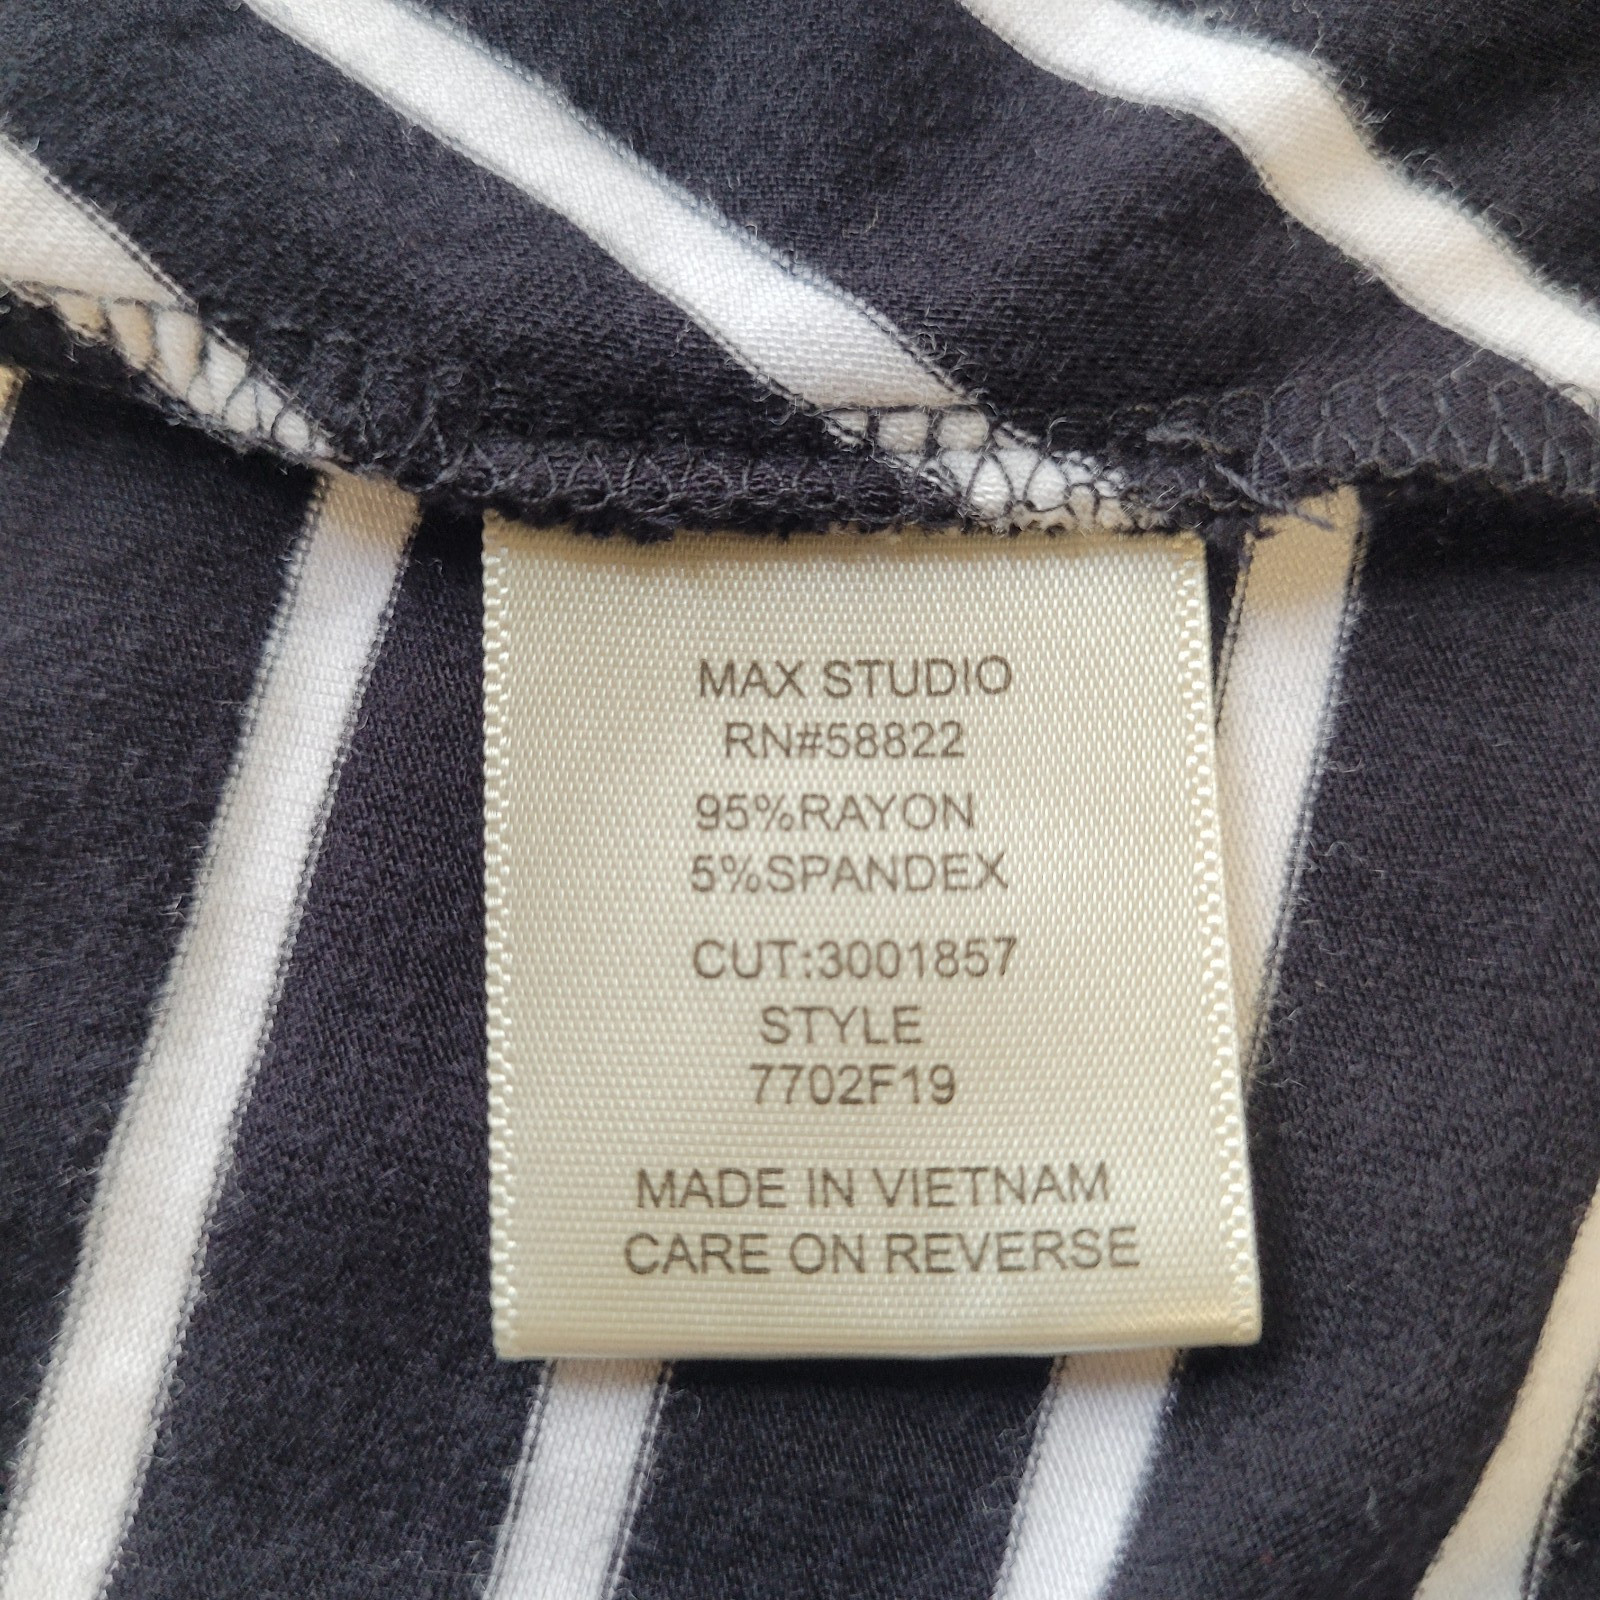 MAX STUDIO
RN#58822
95%RAYON
5%SPANDEX
CUT:3001857
STYLE
7702F19
MADE IN VIETNAM
CARE ON REVERSE